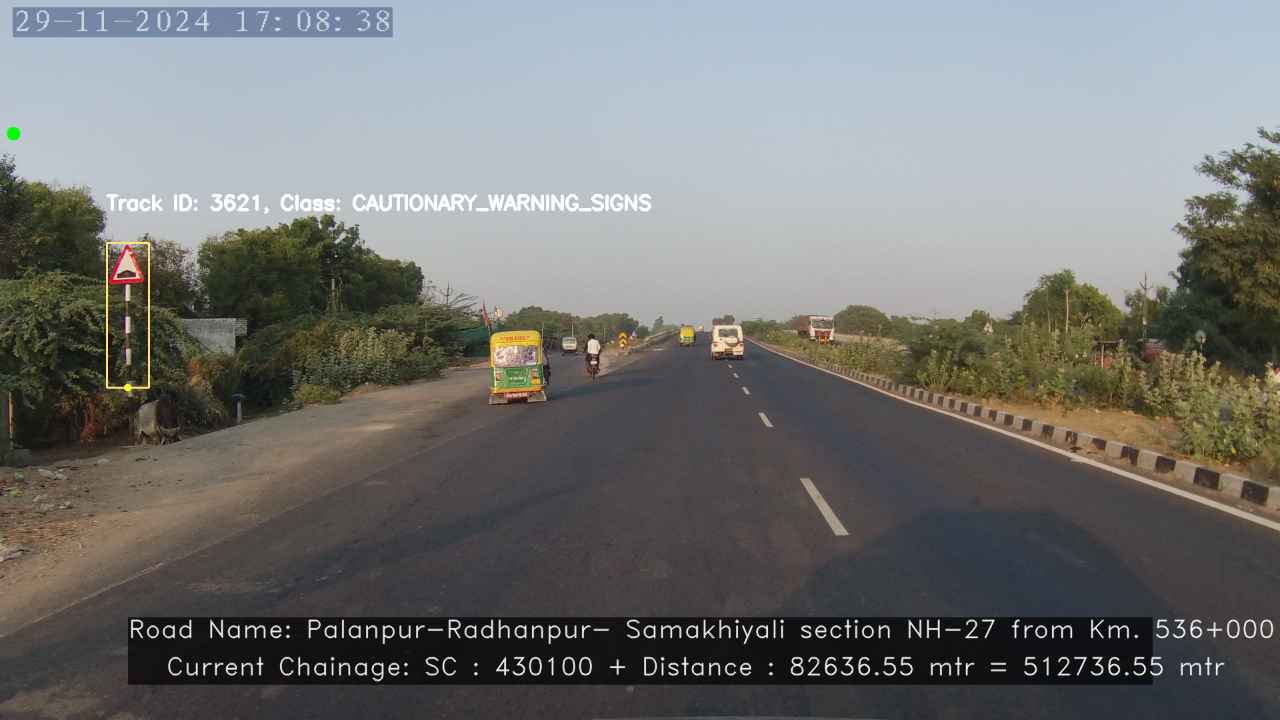 29-11-2024 17:08:38
Track ID: 3621, Class: CAUTIONARY_WARNING_SIGNS
Road Name: Palanpur-Radhanpur- Samakhiyali section NH-27 from Km. 536+000
Current Chainage: SC : 430100 + Distance : 82636.55 mtr = 512736.55 mtr